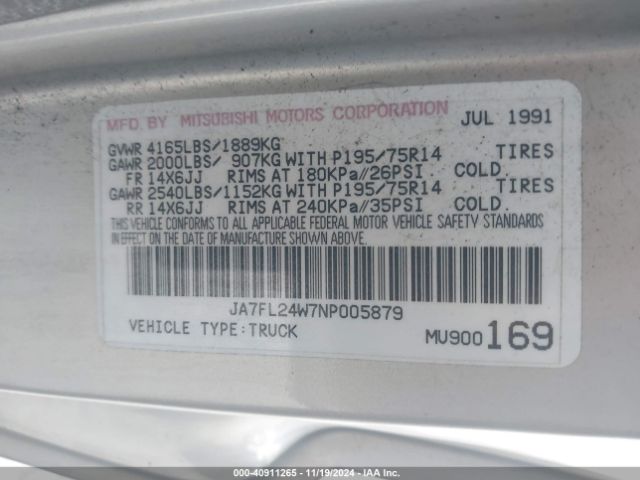 MFD. BY MITSUBISHI MOTORS CORPORATION JUL 1991
GVWR 4165LBS/1889KG
GAWR 2000LBS/ 907KG WITH P195/75R14 TIRES
FR 14X6JJ RIMS AT 180KPa//26PSI COLD.
GAWR 2540LBS/1152KG WITH P195/75R14 TIRES
RR 14X6JJ RIMS AT 240KPa//35PSI COLD.
THIS VEHICLE CONFORMS TO ALL APPLICABLE FEDERAL MOTOR VEHICLE SAFETY STANDARDS
IN EFFECT ON THE DATE OF MANUFACTURE SHOWN ABOVE.
JA7FL24W7NP005879
VEHICLE TYPE:TRUCK MU900169
000-40911265 - 11/19/2024 - IAA Inc.